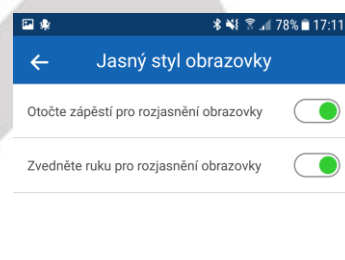 78% 17:11
Jasný styl obrazovky
Otočte zápěstí pro rozjasnění obrazovky
Zvedněte ruku pro rozjasnění obrazovky